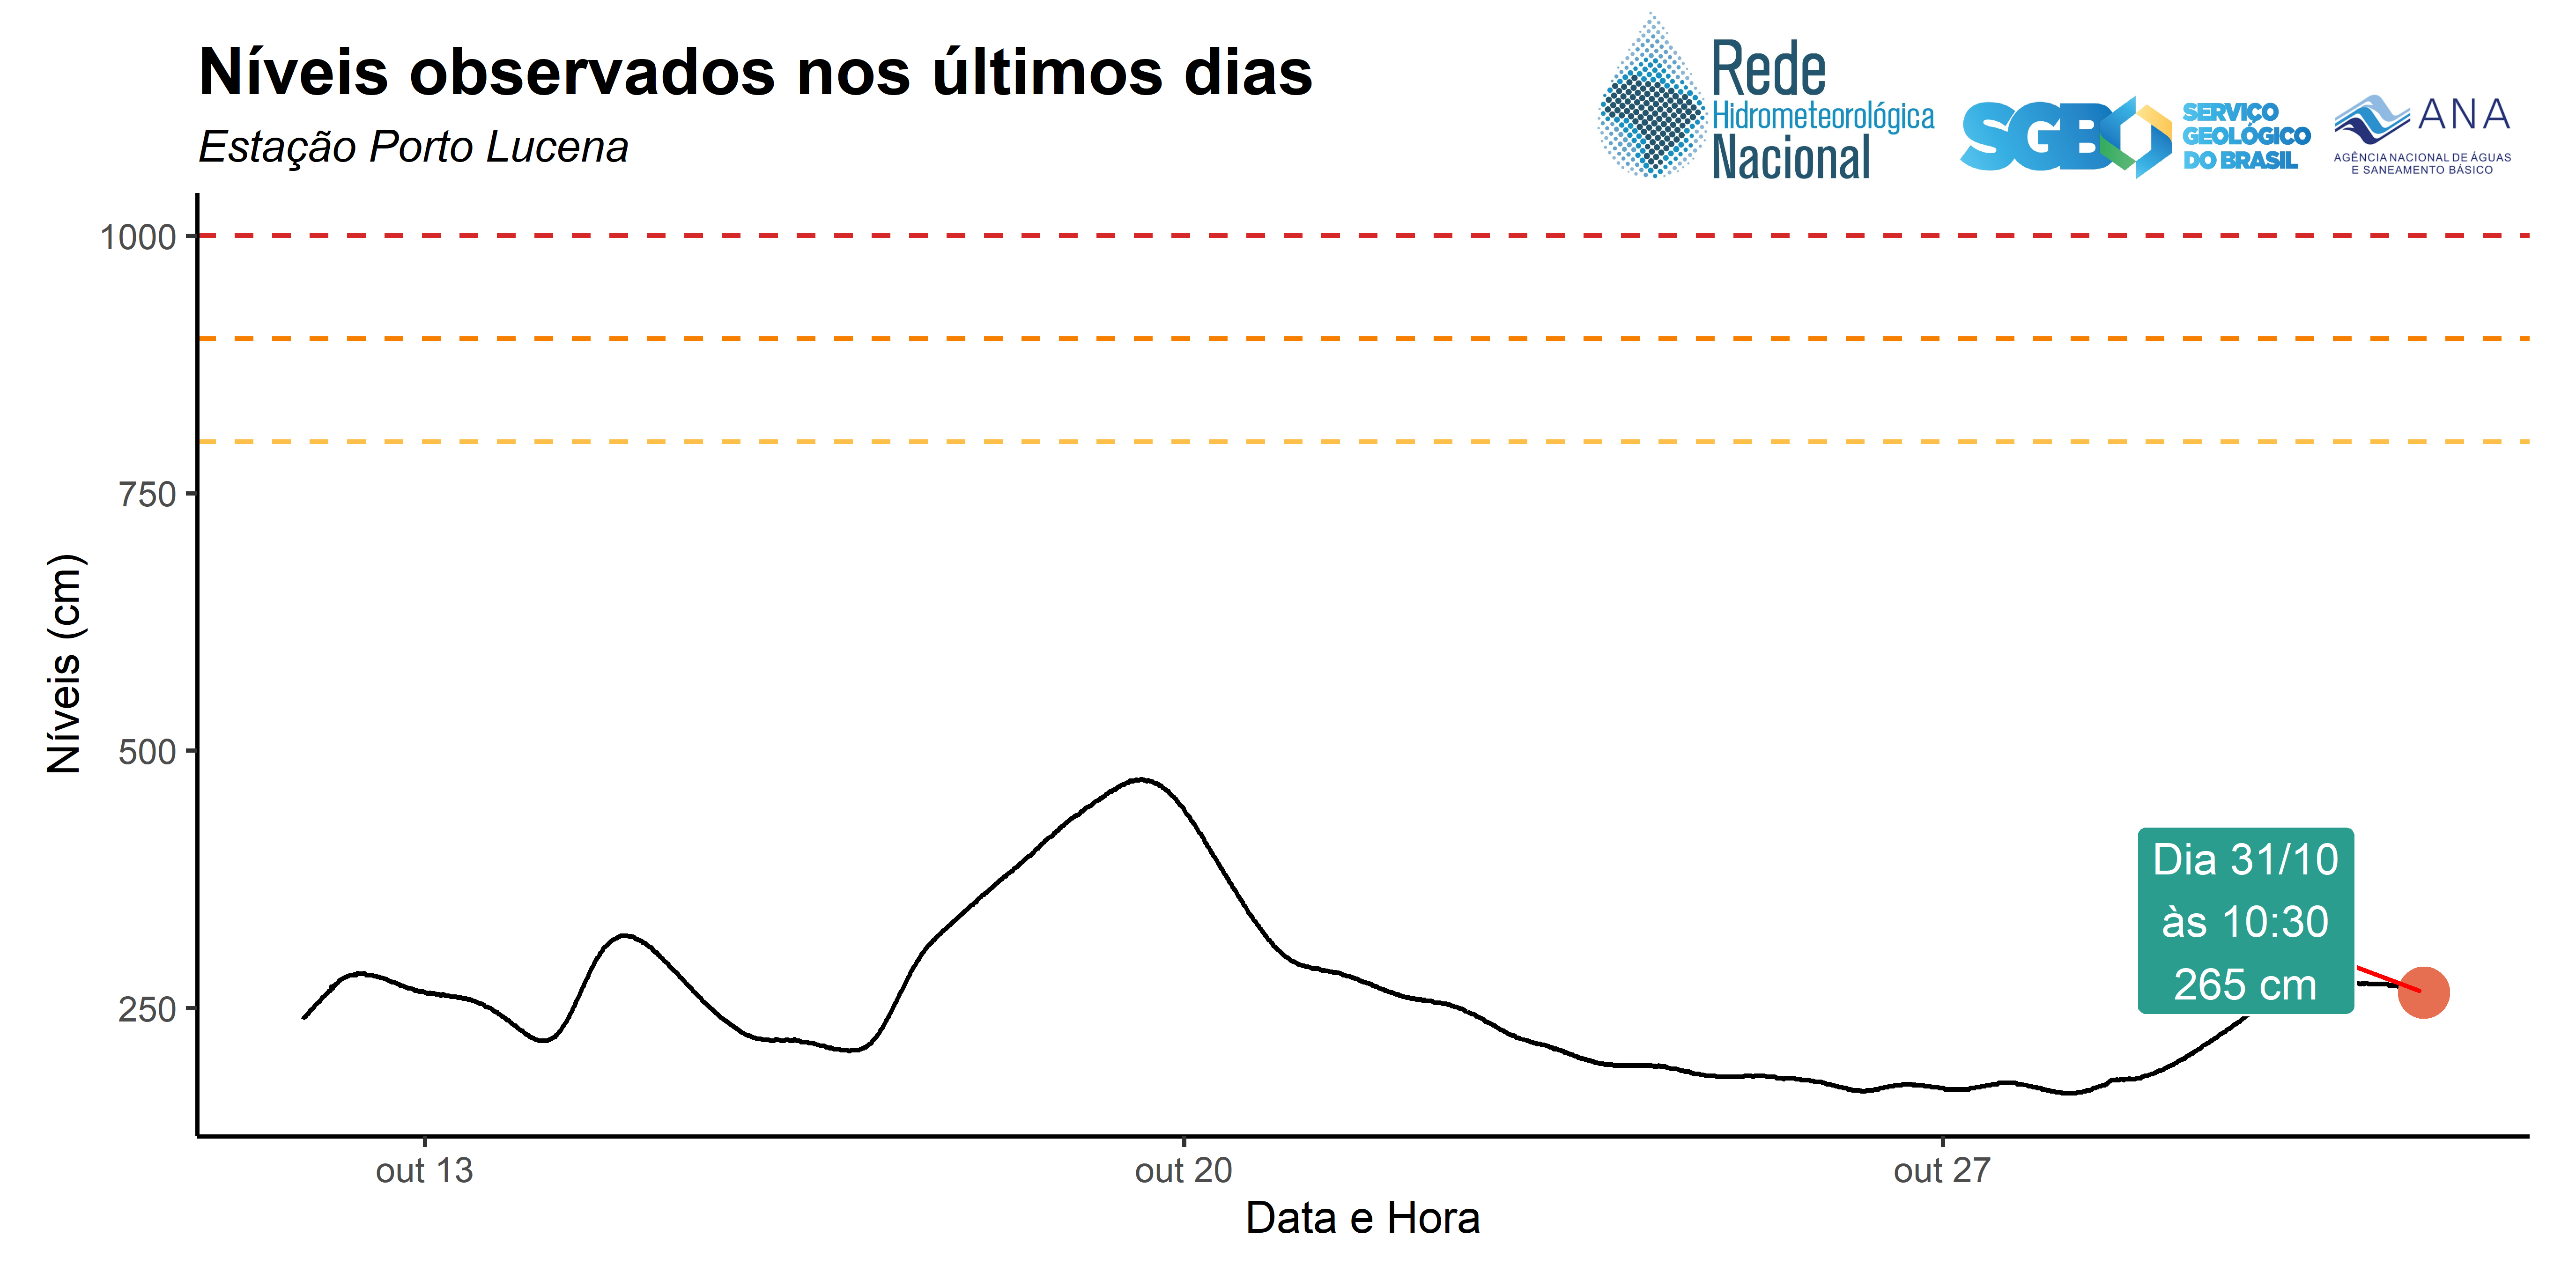 Níveis observados nos últimos dias
Estação Porto Lucena
Rede
Hidrometeorológica
Nacional
SGB
SERVIÇO
GEOLÓGICO
DO BRASIL
ANA
AGÊNCIA NACIONAL DE ÁGUAS
E SANEAMENTO BÁSICO
1000
750
500
250
Níveis (cm)
Dia 31/10
às 10:30
265 cm
out 13
out 20
out 27
Data e Hora